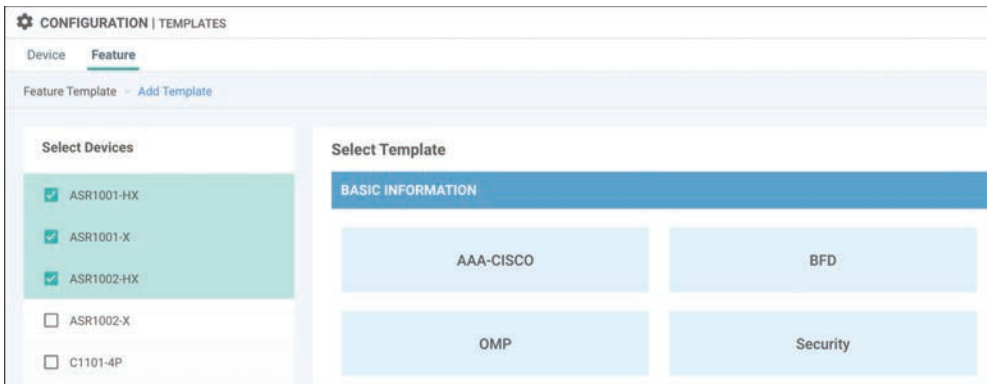 CONFIGURATION | TEMPLATES
Device Feature
Feature Template > Add Template
Select Devices
ASR1001-HX
ASR1001-X
ASR1002-HX
ASR1002-X
C1101-4P
Select Template
BASIC INFORMATION
AAA-CISCO BFD
OMP Security